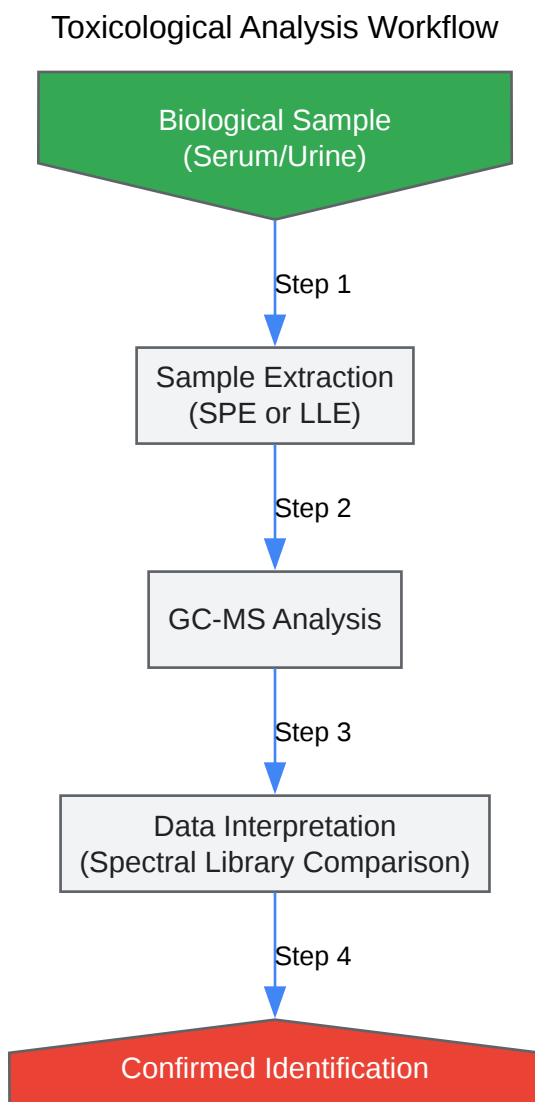 Toxicological Analysis Workflow
Biological Sample
(Serum/Urine)
Step 1
Sample Extraction
(SPE or LLE)
Step 2
GC-MS Analysis
Step 3
Data Interpretation
(Spectral Library Comparison)
Step 4
Confirmed Identification